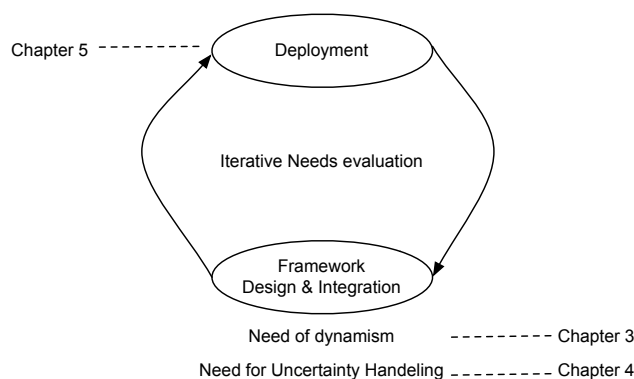 Chapter 5
Deployment
Iterative Needs evaluation
Framework
Design & Integration
Need of dynamism
Chapter 3
Need for Uncertainty Handeling
Chapter 4